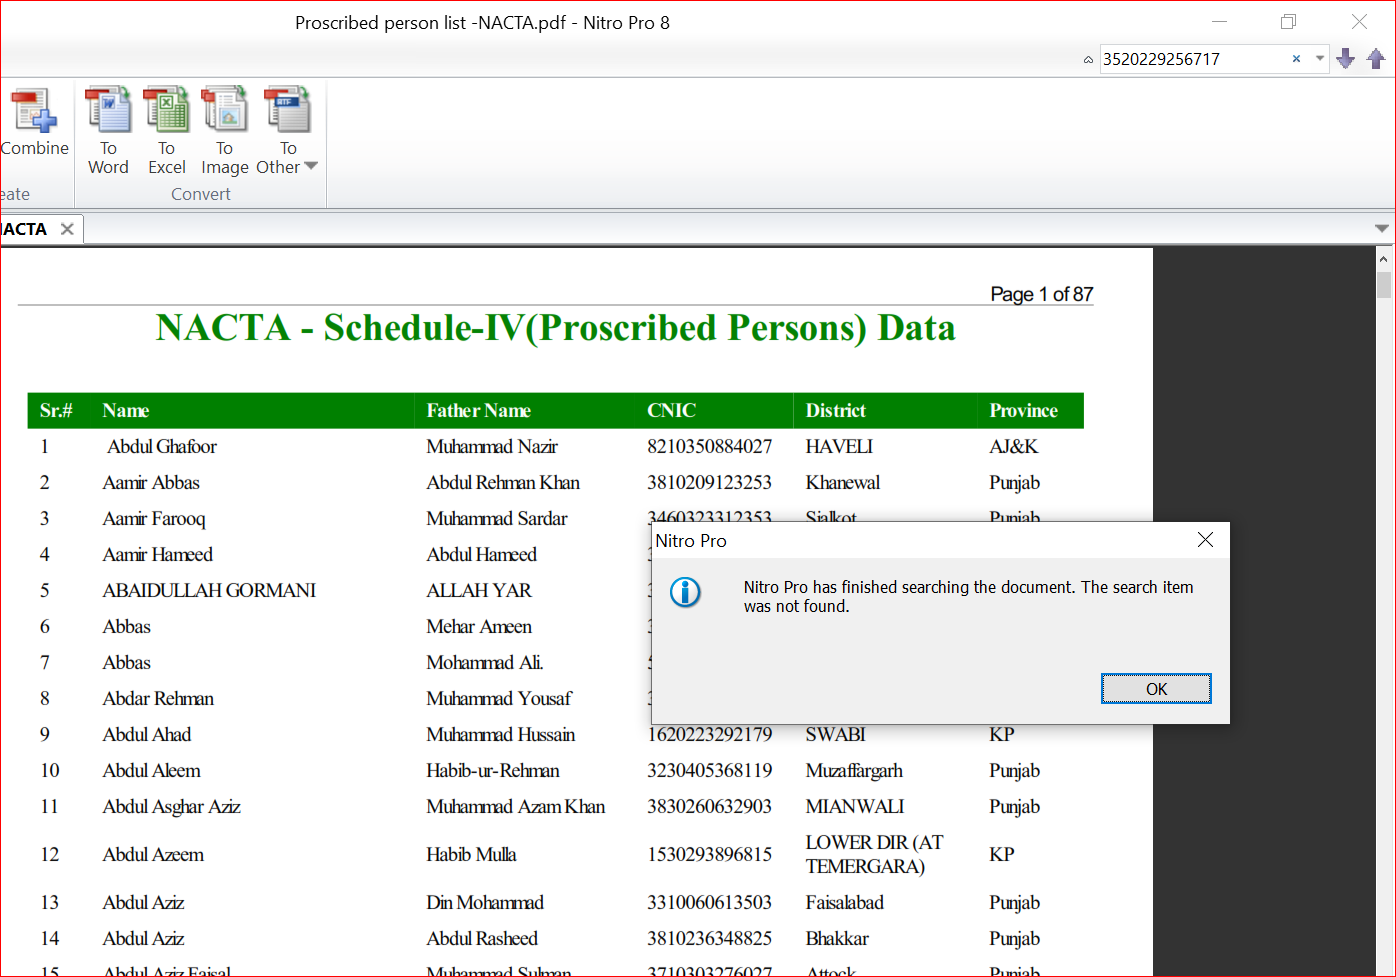 Proscribed person list -NACTA.pdf - Nitro Pro 8
3520229256717
Combine
To Word
To Excel
To Image
To Other
eate
Convert
ACTA
Page 1 of 87
NACTA - Schedule-IV(Proscribed Persons) Data
Sr.# Name Father Name CNIC District Province
1 Abdul Ghafoor Muhammad Nazir 8210350884027 HAVELI AJ&K
2 Aamir Abbas Abdul Rehman Khan 3810209123253 Khanewal Punjab
3 Aamir Farooq Muhammad Sardar 3460323312353 Sialkot Punjab
4 Aamir Hameed Abdul Hameed
5 ABAIDULLAH GORMANI ALLAH YAR
6 Abbas Mehar Ameen
7 Abbas Mohammad Ali.
8 Abdar Rehman Muhammad Yousaf
Nitro Pro
Nitro Pro has finished searching the document. The search item
was not found.
OK
9 Abdul Ahad Muhammad Hussain 1620223292179 SWABI KP
10 Abdul Aleem Habib-ur-Rehman 3230405368119 Muzaffargarh Punjab
11 Abdul Asghar Aziz Muhammad Azam Khan 3830260632903 MIANWALI Punjab
12 Abdul Azeem Habib Mulla 1530293896815 LOWER DIR (AT TEMERGARA) KP
13 Abdul Aziz Din Mohammad 3310060613503 Faisalabad Punjab
14 Abdul Aziz Abdul Rasheed 3810236348825 Bhakkar Punjab
15 Abdul Aziz Faisal Muhammad Sulman 3710303276027 Attock Punjab